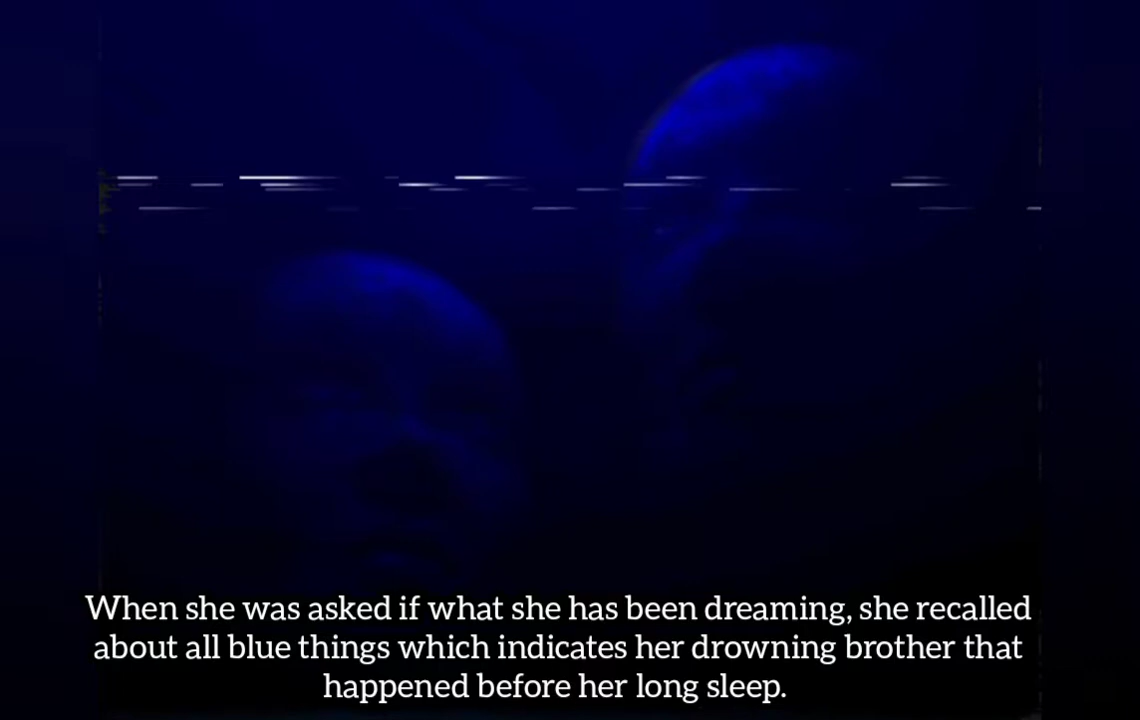 When she was asked if what she has been dreaming, she recalled
about all blue things which indicates her drowning brother that
happened before her long sleep.